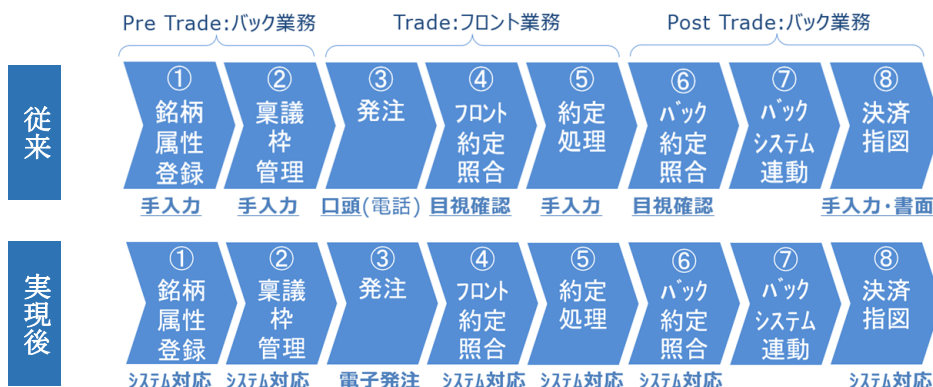 Pre Trade:バック業務
Trade:フロント業務
Post Trade:バック業務
従来
①
銘柄
属性
登録
②
稟議
枠
管理
③
発注
④
フロント
約定
照合
⑤
約定
処理
⑥
バック
約定
照合
⑦
バック
システム
連動
⑧
決済
指図
手入力
手入力
口頭(電話)
目視確認
手入力
目視確認
手入力・書面
実現後
①
銘柄
属性
登録
②
稟議
枠
管理
③
発注
④
フロント
約定
照合
⑤
約定
処理
⑥
バック
約定
照合
⑦
バック
システム
連動
⑧
決済
指図
システム対応
システム対応
電子発注
システム対応
システム対応
システム対応
システム対応